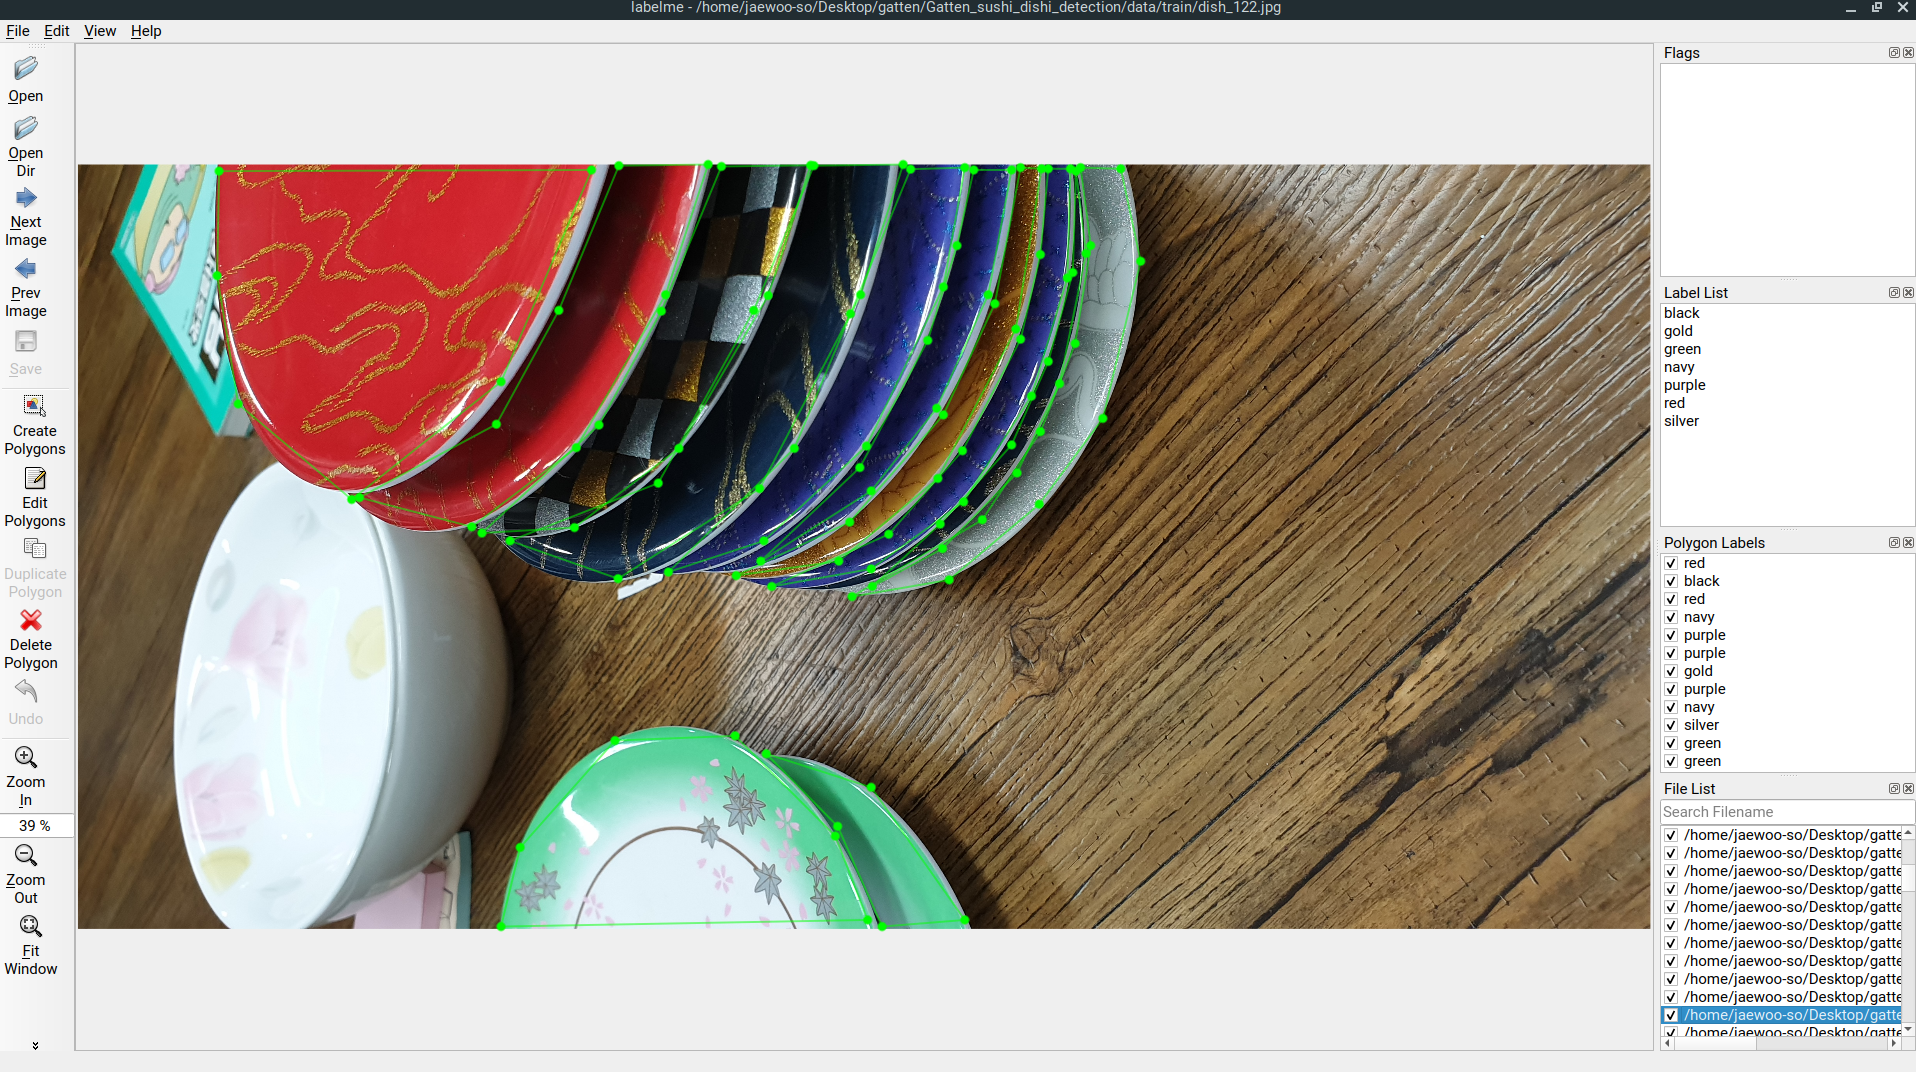 labelme - /home/jaewoo-so/Desktop/gatten/Gatten_sushi_dishi_detection/data/train/dish_122.jpg
File Edit View Help
Open
Open
Dir
Next
Image
Prev
Image
Save
Create
Polygons
Edit
Polygons
Duplicate
Polygon
Delete
Polygon
Undo
Zoom
In
39 %
Zoom
Out
Fit
Window
Flags
Label List
black
gold
green
navy
purple
red
silver
Polygon Labels
red
black
red
navy
purple
purple
gold
purple
navy
silver
green
green
File List
Search Filename
/home/jaewoo-so/Desktop/gatte
/home/jaewoo-so/Desktop/gatte
/home/jaewoo-so/Desktop/gatte
/home/jaewoo-so/Desktop/gatte
/home/jaewoo-so/Desktop/gatte
/home/jaewoo-so/Desktop/gatte
/home/jaewoo-so/Desktop/gatte
/home/jaewoo-so/Desktop/gatte
/home/jaewoo-so/Desktop/gatte
/home/jaewoo-so/Desktop/gatte
/home/jaewoo-so/Desktop/gatte
/home/jaewoo-so/Desktop/gatte